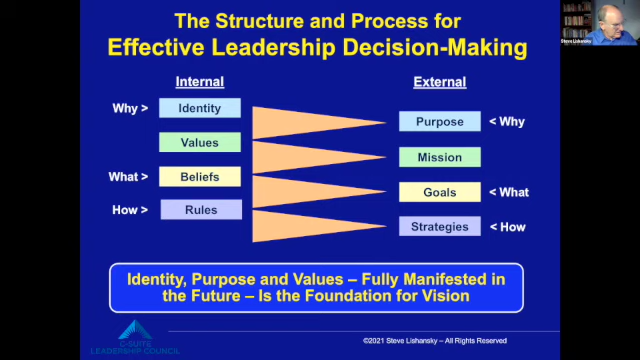 The Structure and Process for
Effective Leadership Decision-Making
Steve Lishansky
Internal
External
Why >
Identity
Purpose
< Why
Values
Mission
What >
Beliefs
Goals
< What
How >
Rules
Strategies
< How
Identity, Purpose and Values – Fully Manifested in
the Future – Is the Foundation for Vision
C-SUITE
LEADERSHIP COUNCIL
©2021 Steve Lishansky – All Rights Reserved